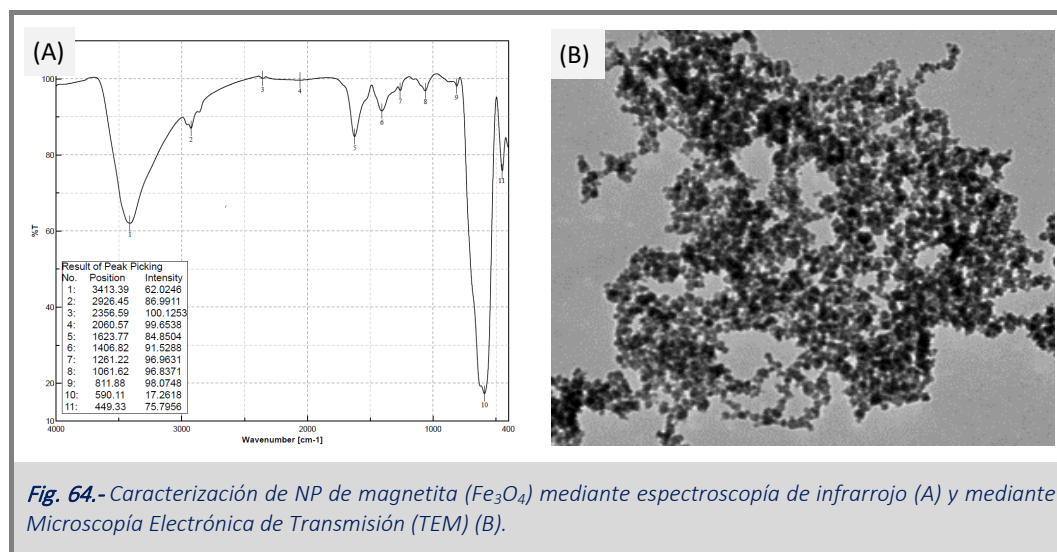 (A)
(B)
100
80
60
40
20
10
%T
1
2
3
4
5
6
7
8
9
10
11
Result of Peak Picking
No. Position Intensity
1: 3413.39 62.0246
2: 2926.45 86.9911
3: 2356.59 100.1253
4: 2060.57 99.6538
5: 1623.77 84.8504
6: 1406.82 91.5288
7: 1261.22 96.9631
8: 1061.62 96.8371
9: 811.88 98.0748
10: 590.11 17.2618
11: 449.33 75.7956
4000 3000 2000 1000 400
Wavenumber [cm-1]
Fig. 64.- Caracterización de NP de magnetita (Fe₃O₄) mediante espectroscopía de infrarrojo (A) y mediante
Microscopía Electrónica de Transmisión (TEM) (B).